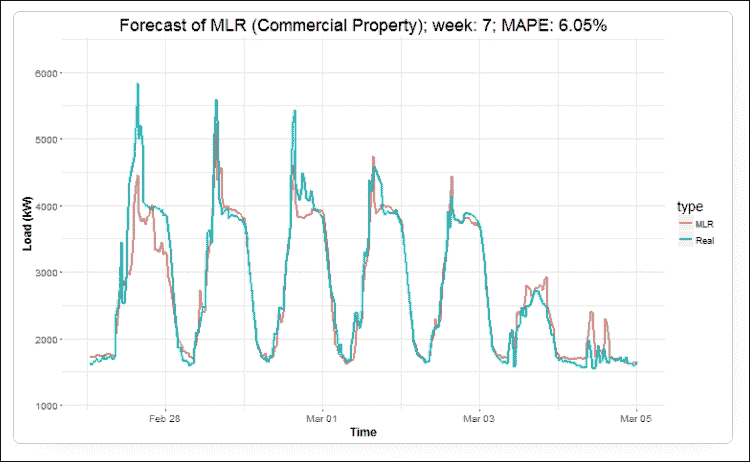 Forecast of MLR (Commercial Property); week: 7; MAPE: 6.05%
6000
5000
4000
3000
2000
1000
Load (kW)
Feb 28
Mar 01
Mar 03
Mar 05
Time
type
MLR
Real